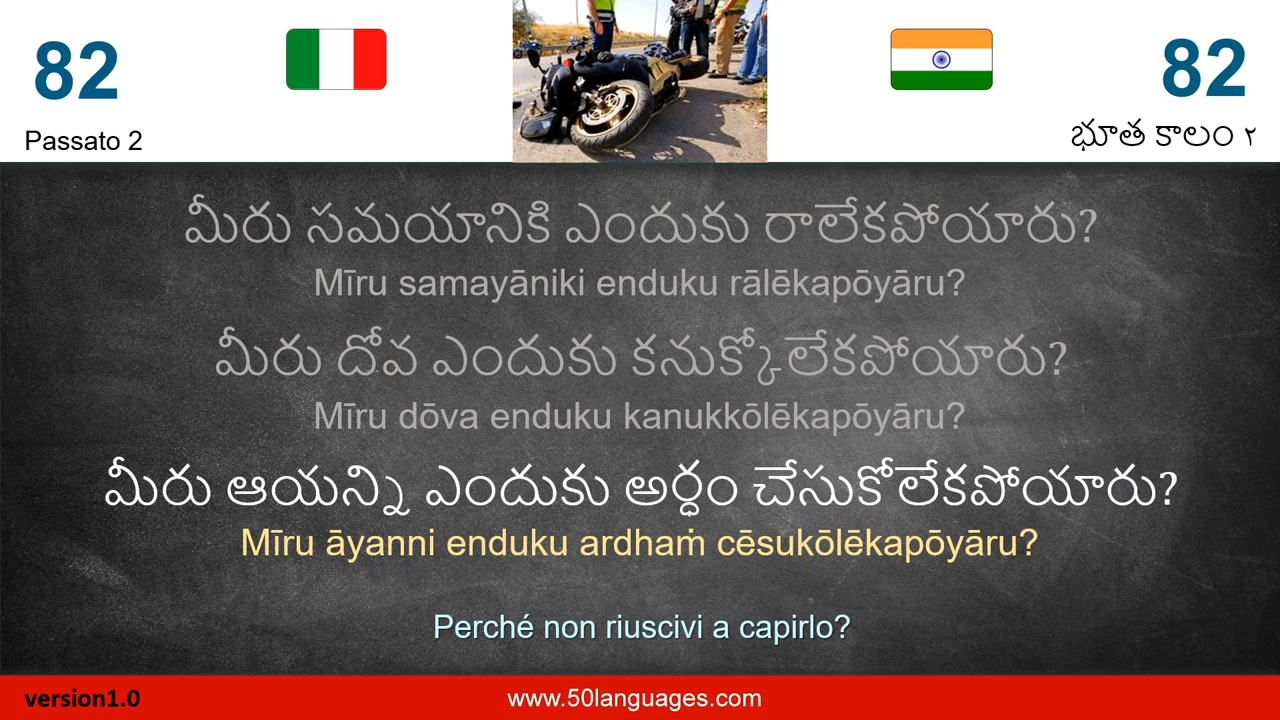 82
82
Passato 2
భూత కాలం ౨
మీరు సమయానికి ఎందుకు రాలేకపోయారు?
Mīru samayāniki enduku rālēkapōyāru?
మీరు దోవ ఎందుకు కనుక్కోలేకపోయారు?
Mīru dōva enduku kanukkōlēkapōyāru?
మీరు ఆయన్ని ఎందుకు అర్ధం చేసుకోలేకపోయారు?
Mīru āyanni enduku ardhaṁ cēsukōlēkapōyāru?
Perché non riuscivi a capirlo?
version1.0
www.50languages.com